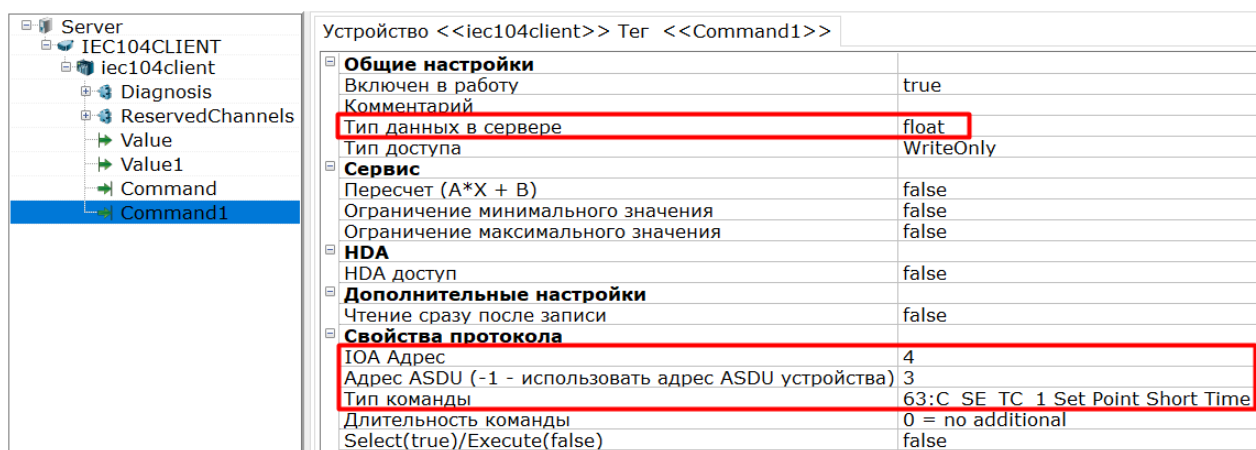 Server
IEC104CLIENT
iec104client
Diagnosis
ReservedChannels
Value
Value1
Command
Command1
Устройство <<iec104client>> Тег <<Command1>>
Общие настройки
Включен в работу true
Комментарий
Тип данных в сервере float
Тип доступа WriteOnly
Сервис
Пересчет (A*X + B) false
Ограничение минимального значения false
Ограничение максимального значения false
HDA
HDA доступ false
Дополнительные настройки
Чтение сразу после записи false
Свойства протокола
IOA Адрес 4
Адрес ASDU (-1 - использовать адрес ASDU устройства) 3
Тип команды 63:C_SE_TC_1 Set Point Short Time
Длительность команды 0 = no additional
Select(true)/Execute(false) false